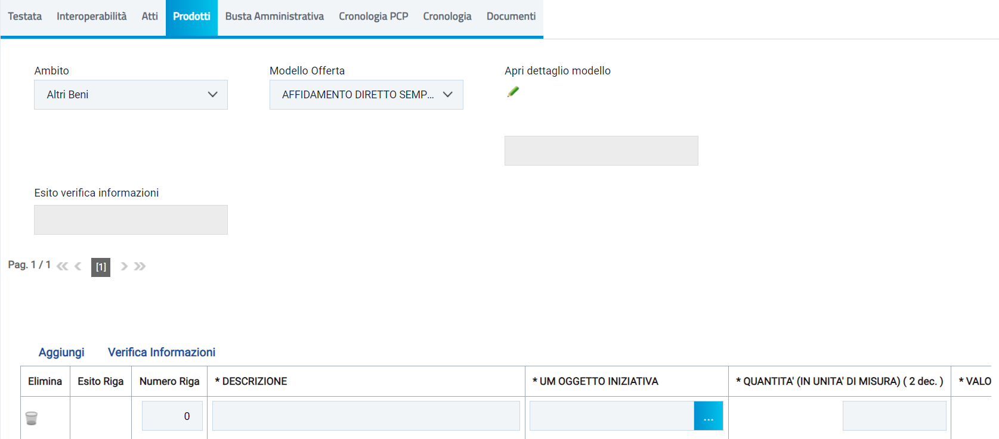 Testata Interoperabilità Atti Prodotti Busta Amministrativa Cronologia PCP Cronologia Documenti
Ambito Modello Offerta Apri dettaglio modello
Altri Beni AFFIDAMENTO DIRETTO SEMP...
Esito verifica informazioni
Pag. 1 / 1 [1]
Aggiungi Verifica Informazioni
Elimina Esito Riga Numero Riga * DESCRIZIONE * UM OGGETTO INIZIATIVA * QUANTITA' (IN UNITA' DI MISURA) ( 2 dec. ) * VALO
0 ...